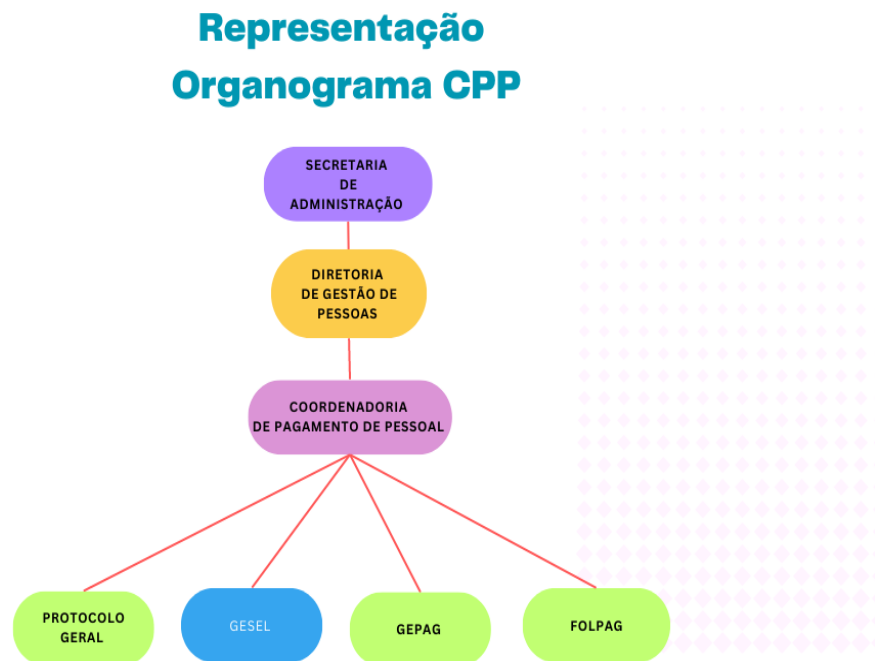 Representação
Organograma CPP
SECRETARIA
DE
ADMINISTRAÇÃO
DIRETORIA
DE GESTÃO DE
PESSOAS
COORDENADORIA
DE PAGAMENTO DE PESSOAL
PROTOCOLO
GERAL
GESEL
GEPAG
FOLPAG